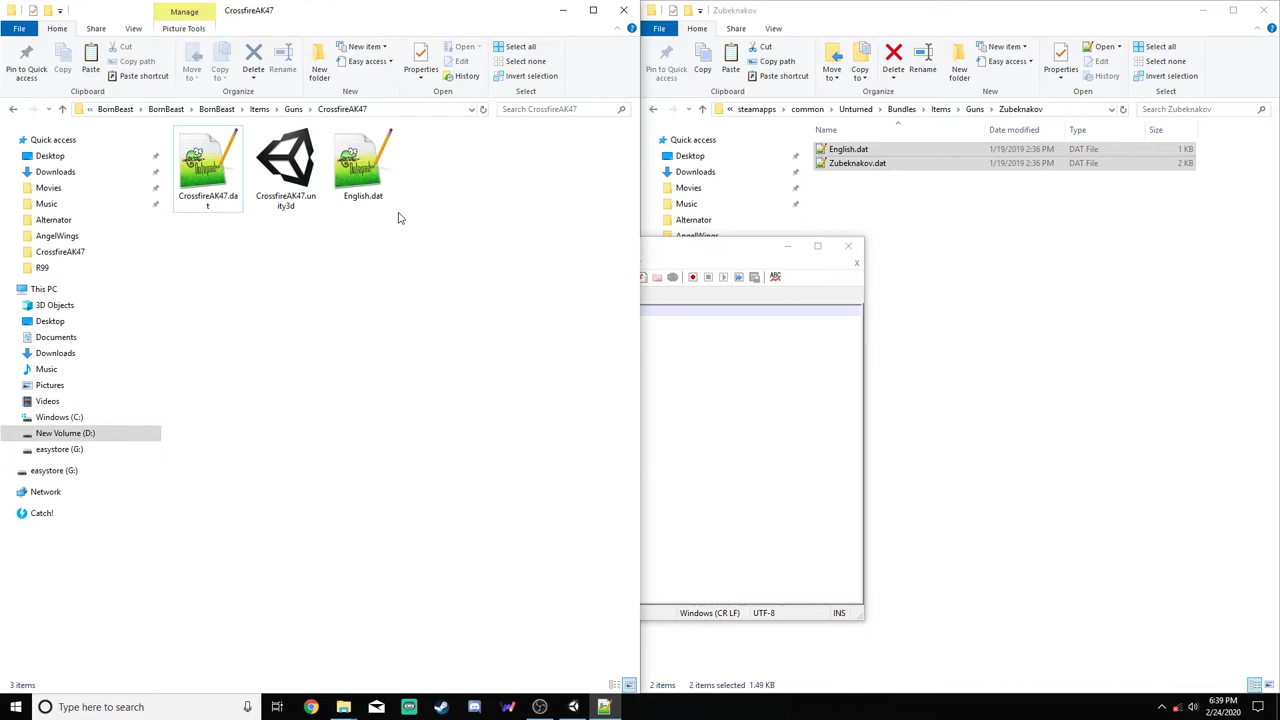 Manage
CrossfireAK47
File
Home
Share
View
Picture Tools
Pin to Quick access
Copy
Paste
Cut
Copy path
Paste shortcut
Clipboard
Move to
Copy to
Delete
Rename
Organize
New folder
New item
Easy access
New
Properties
Open
Edit
History
Open
Select all
Select none
Invert selection
Select
BornBeast
BornBeast
BornBeast
Items
Guns
CrossfireAK47
Search CrossfireAK47
Quick access
Desktop
Downloads
Movies
Music
Alternator
AngelWings
CrossfireAK47
R99
This PC
3D Objects
Desktop
Documents
Downloads
Music
Pictures
Videos
Windows (C:)
New Volume (D:)
easystore (G:)
easystore (G:)
Network
Catch!
CrossfireAK47.da
t
CrossfireAK47.un
ity3d
English.dat
3 items
Zubeknakov
File
Home
Share
View
Pin to Quick access
Copy
Paste
Cut
Copy path
Paste shortcut
Clipboard
Move to
Copy to
Delete
Rename
Organize
New folder
New item
Easy access
New
Properties
Open
Edit
History
Open
Select all
Select none
Invert selection
Select
steamapps
common
Unturned
Bundles
Items
Guns
Zubeknakov
Search Zubeknakov
Quick access
Desktop
Downloads
Movies
Music
Alternator
Name
Date modified
Type
Size
English.dat 1/19/2019 2:36 PM DAT File 1 KB
Zubeknakov.dat 1/19/2019 2:36 PM DAT File 2 KB
X
ABC
Windows (CR LF)
UTF-8
INS
2 items
2 items selected 1.49 KB
Type here to search
6:39 PM
2/24/2020